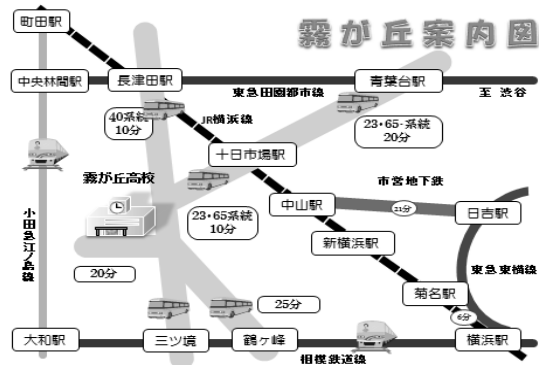 霧が丘案内図
町田駅
中央林間駅
長津田駅
東急田園都市線
青葉台駅
至 渋谷
40系統
10分
JR横浜線
23・65・系統
20分
十日市場駅
霧が丘高校
23・65系統
10分
市営地下鉄
中山駅
21分
日吉駅
小田急江ノ島線
新横浜駅
東急東横線
20分
菊名駅
25分
6分
大和駅
三ツ境
鶴ヶ峰
相模鉄道線
横浜駅